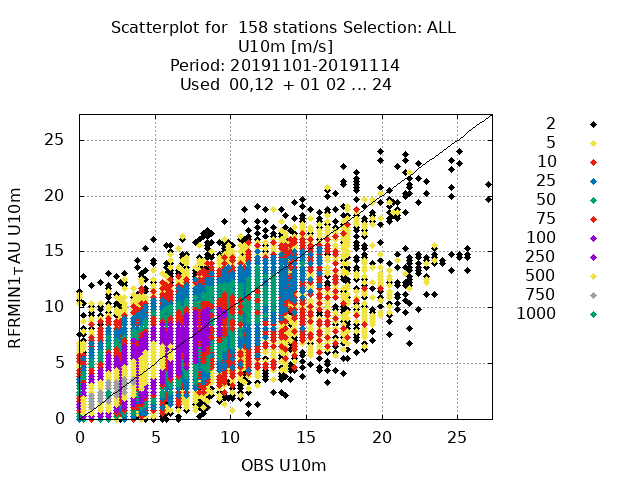 Scatterplot for  158 stations Selection: ALL
U10m [m/s]
Period: 20191101-20191114
Used  00,12  + 01 02 ... 24
2
5
10
25
50
75
100
250
500
750
1000
RFRMIN1T AU U10m
25
20
15
10
5
0
0 5 10 15 20 25
OBS U10m